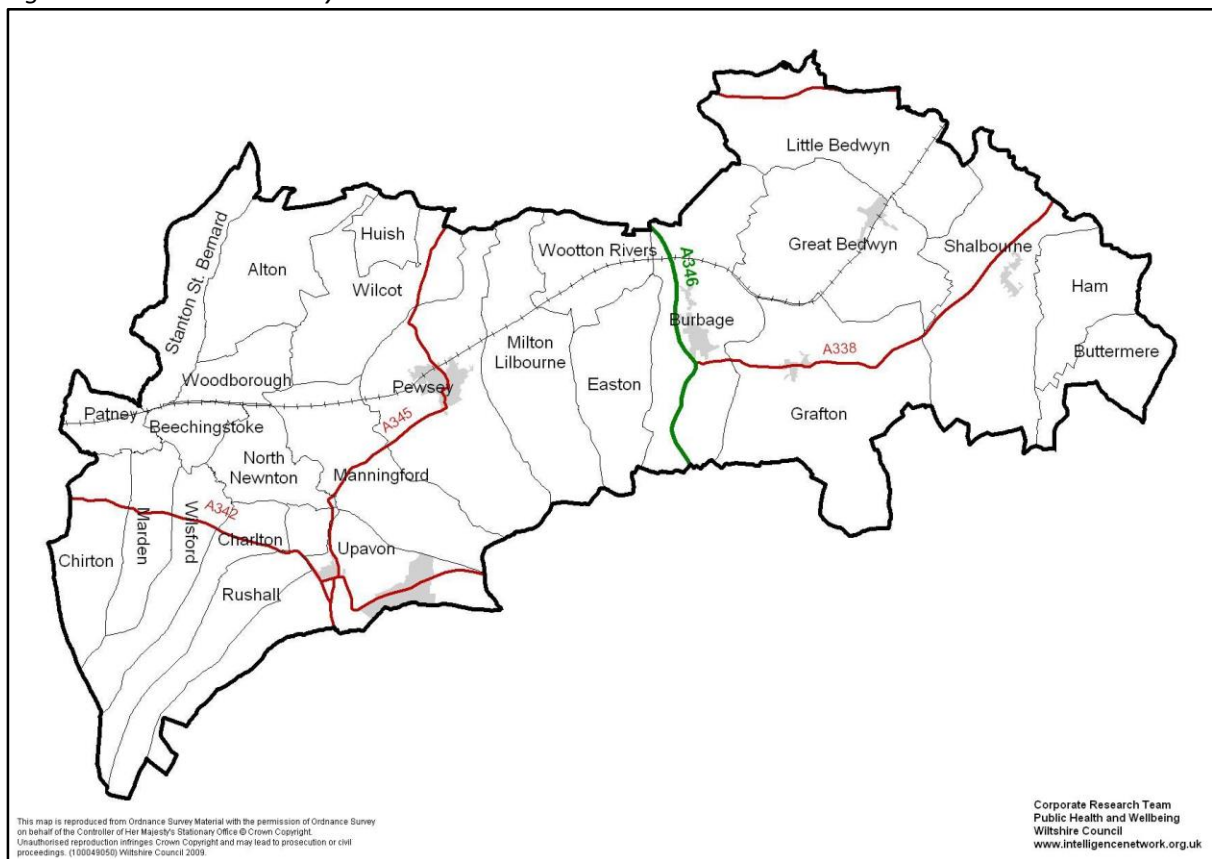 Little Bedwyn
Huish
Wootton Rivers
Great Bedwyn
Shalbourne
Stanton St. Bernard
Alton
Wilcot
A346
Ham
Burbage
Milton
Lilbourne
A338
Buttermere
Woodborough
Pewsey
Easton
Patney
Beechingstoke
A345
Grafton
North
Newnton
Manningford
A342
Marden
Wilsford
Charlton
Upavon
Chirton
Rushall
This map is reproduced from Ordnance Survey Material with the permission of Ordnance Survey
on behalf of the Controller of Her Majesty's Stationary Office © Crown Copyright.
Unauthorised reproduction infringes Crown Copyright and may lead to prosecution or civil
proceedings. (100049050) Wiltshire Council 2009.
Corporate Research Team
Public Health and Wellbeing
Wiltshire Council
www.intelligencenetwork.org.uk